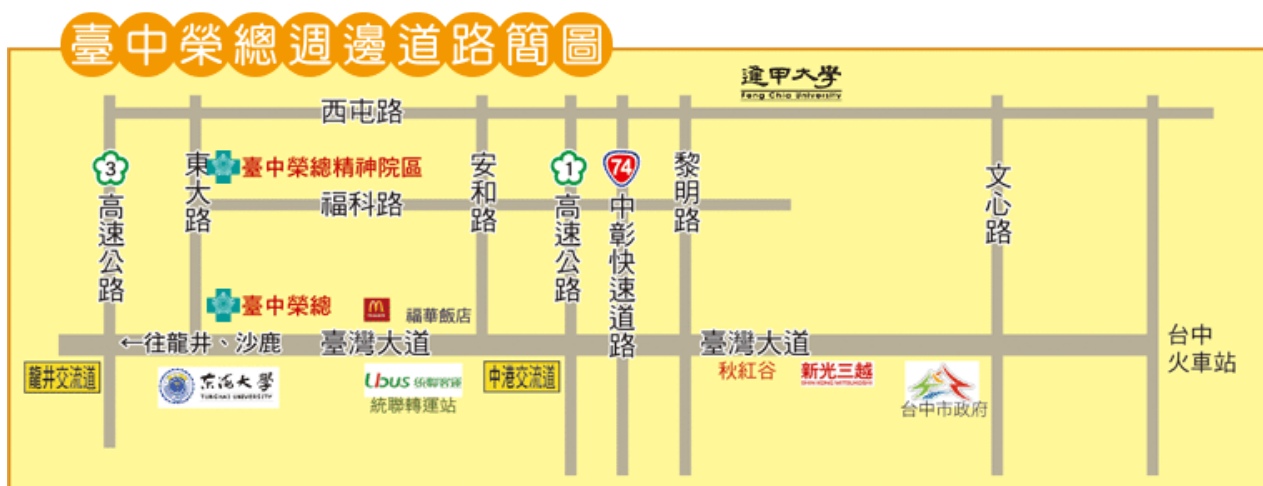 臺中榮總週邊道路簡圖
逢甲大學
Feng Chia University
西屯路
3
高速公路
東大路
臺中榮總精神院區
福科路
安和路
1
高速公路
74
中彰快速道路
黎明路
文心路
臺中榮總
福華飯店
←往龍井、沙鹿
臺灣大道
臺灣大道
台中
火車站
龍井交流道
東海大學
TUNGHAI UNIVERSITY
Ubus 統聯客運
統聯轉運站
中港交流道
秋紅谷
新光三越
SHIN KONG MITSUKOSHI
台中市政府